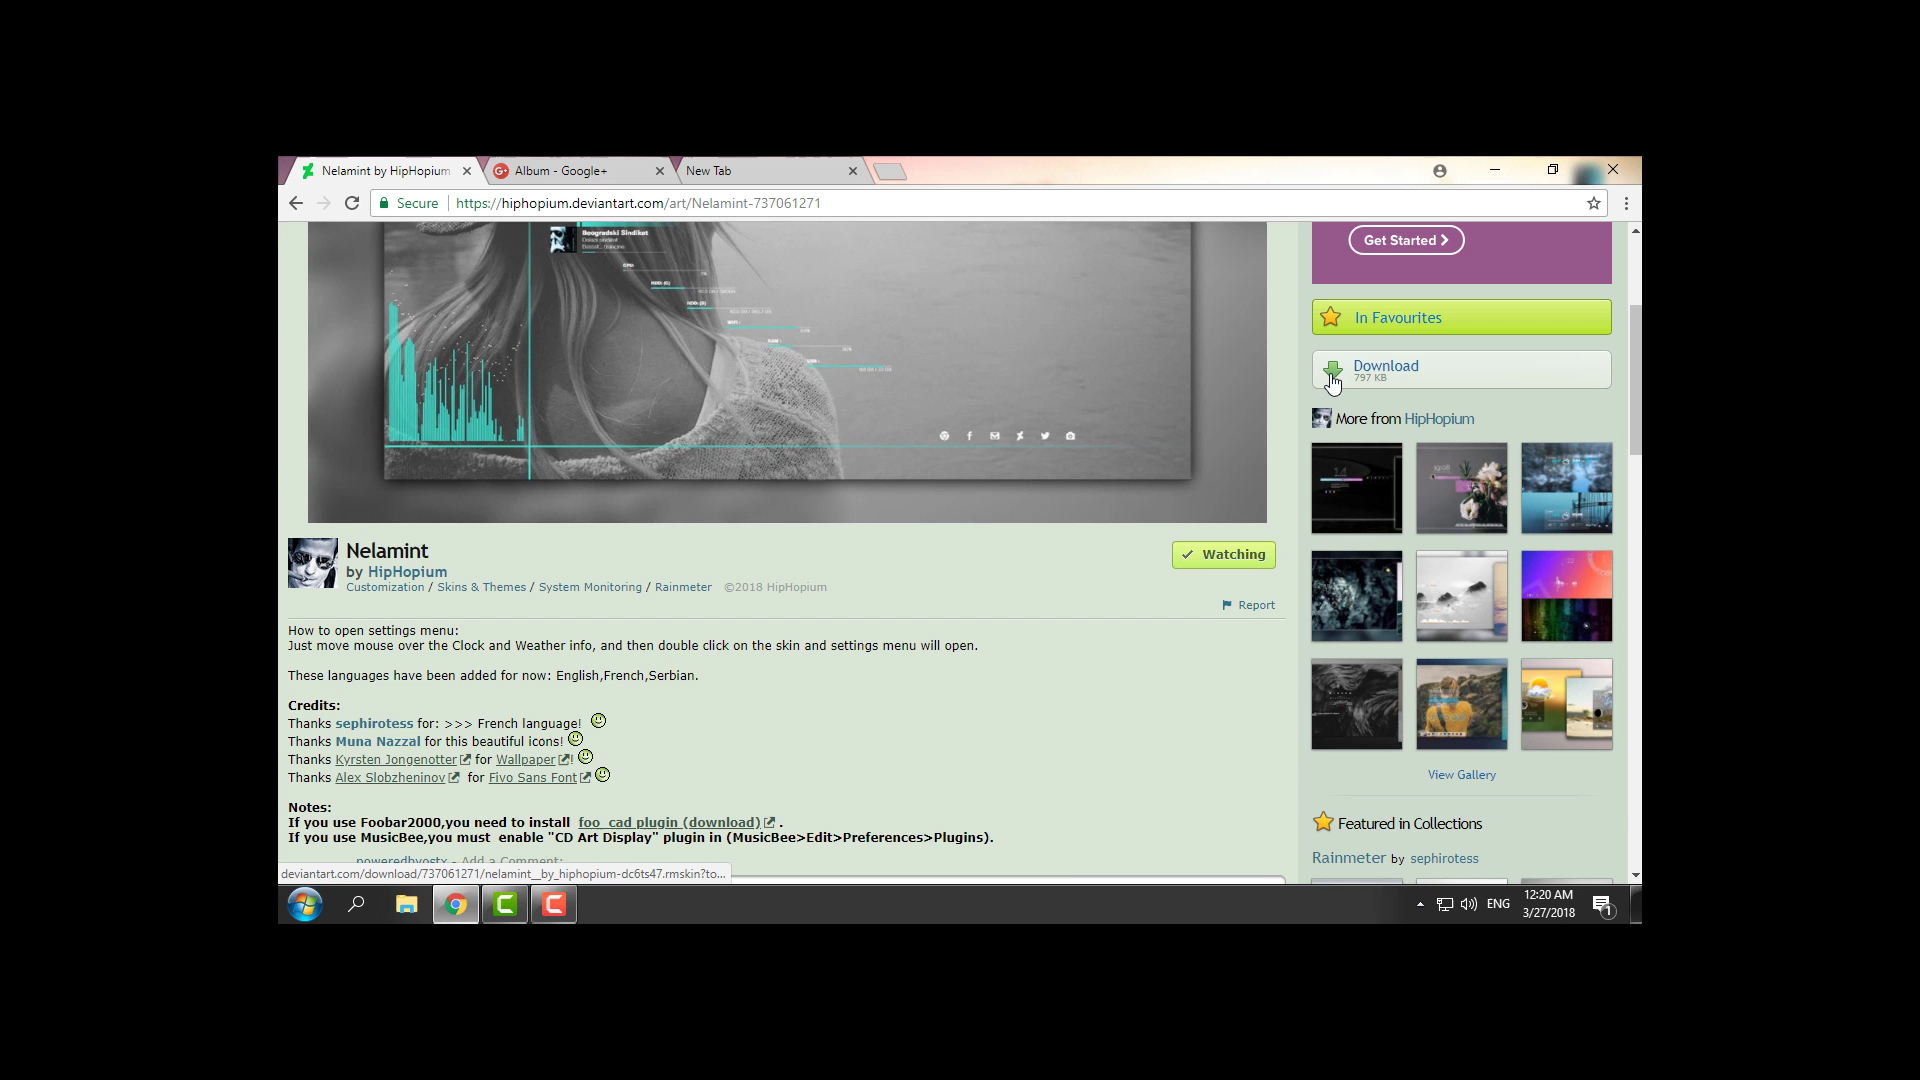 Nelamint by HipHopium
Album - Google+
New Tab
Secure
https://hiphopium.deviantart.com/art/Nelamint-737061271
Beogradski Sindikat
Get Started
In Favourites
Download
797 KB
More from HipHopium
Nelamint
by HipHopium
Customization / Skins & Themes / System Monitoring / Rainmeter ©2018 HipHopium
Watching
Report
How to open settings menu:
Just move mouse over the Clock and Weather info, and then double click on the skin and settings menu will open.
These languages have been added for now: English,French,Serbian.
Credits:
Thanks sephirotess for: >>> French language!
Thanks Muna Nazzal for this beautiful icons!
Thanks Kyrsten Jongenotter for Wallpaper!
Thanks Alex Slobzheninov for Fivo Sans Font
Notes:
If you use Foobar2000,you need to install foo_cad plugin (download) .
If you use MusicBee,you must enable "CD Art Display" plugin in (MusicBee>Edit>Preferences>Plugins).
poweredbyostx - Add a Comment:
deviantart.com/download/737061271/nelamint__by_hiphopium-dc6ts47.rmskin?to...
View Gallery
Featured in Collections
Rainmeter by sephirotess
ENG
12:20 AM
3/27/2018
1